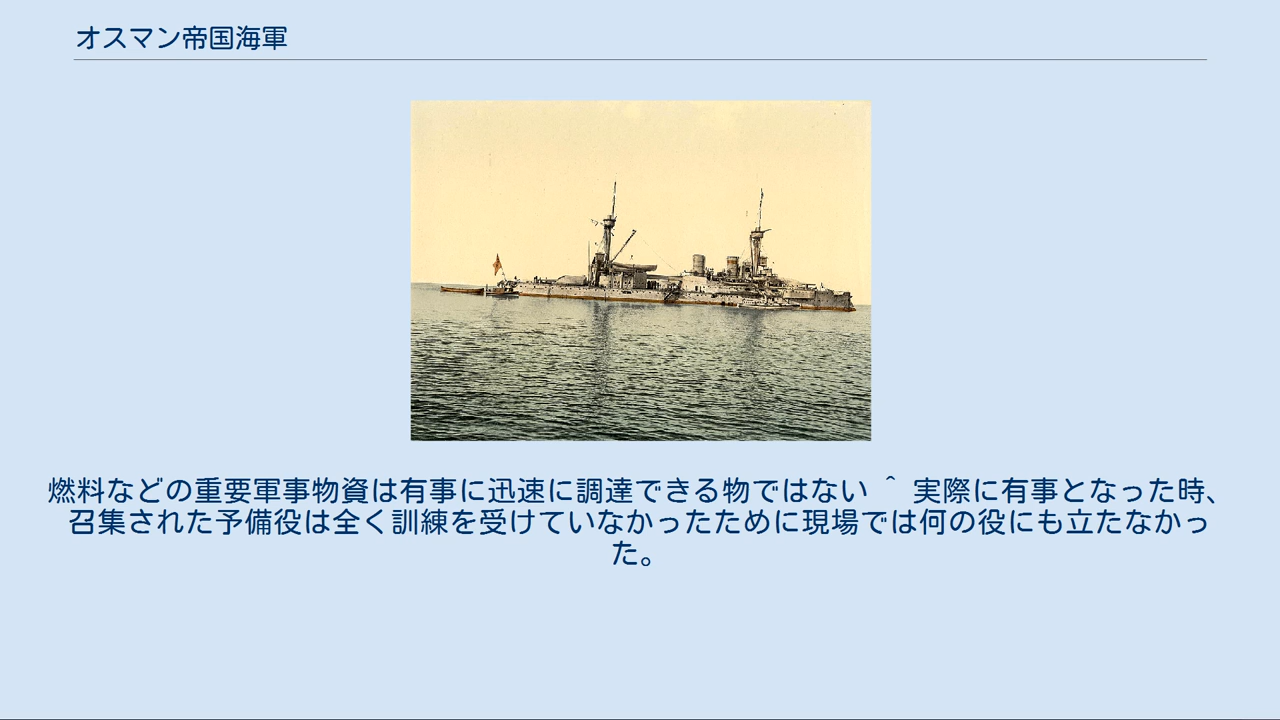 オスマン帝国海軍
燃料などの重要軍事物資は有事に迅速に調達できる物ではない ＾ 実際に有事となった時、
召集された予備役は全く訓練を受けていなかったために現場では何の役にも立たなかっ
た。